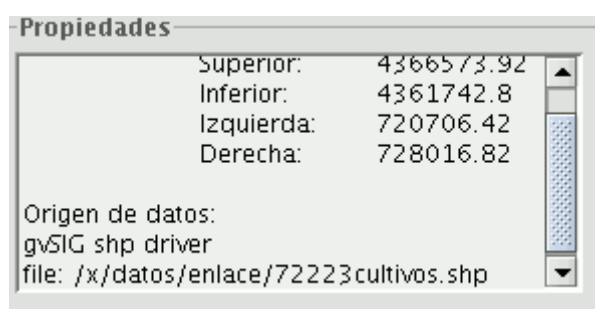 Propiedades
Superior: 4366573.92
Inferior: 4361742.8
Izquierda: 720706.42
Derecha: 728016.82
Origen de datos:
gvSIG shp driver
file: /x/datos/enlace/72223cultivos.shp